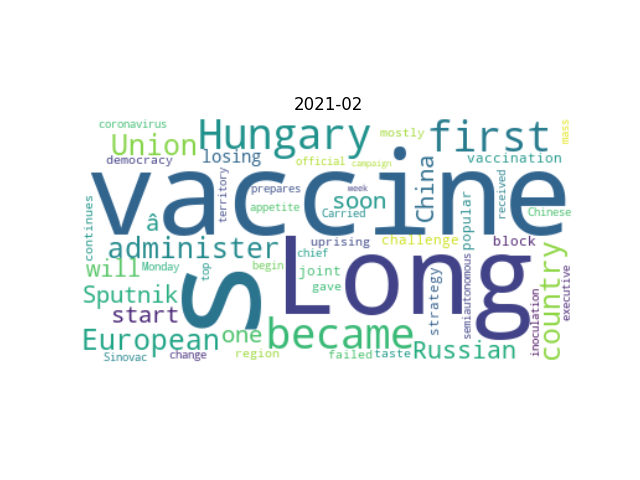 2021-02
coronavirus
Union
Hungary
mostly
first
mass
democracy
losing
official
campaign
vaccination
vaccine
continues
territory
prepares
week
soon
China
received
appetite
Carried
Chinese
â
popular
administer
uprising
challenge
block
country
will
Monday
top
begin
chief
s
Long
joint
gave
strategy
semiautonomous
executive
Sputnik
start
inoculation
European
one
became
Russian
Sinovac
change
region
failed
taste